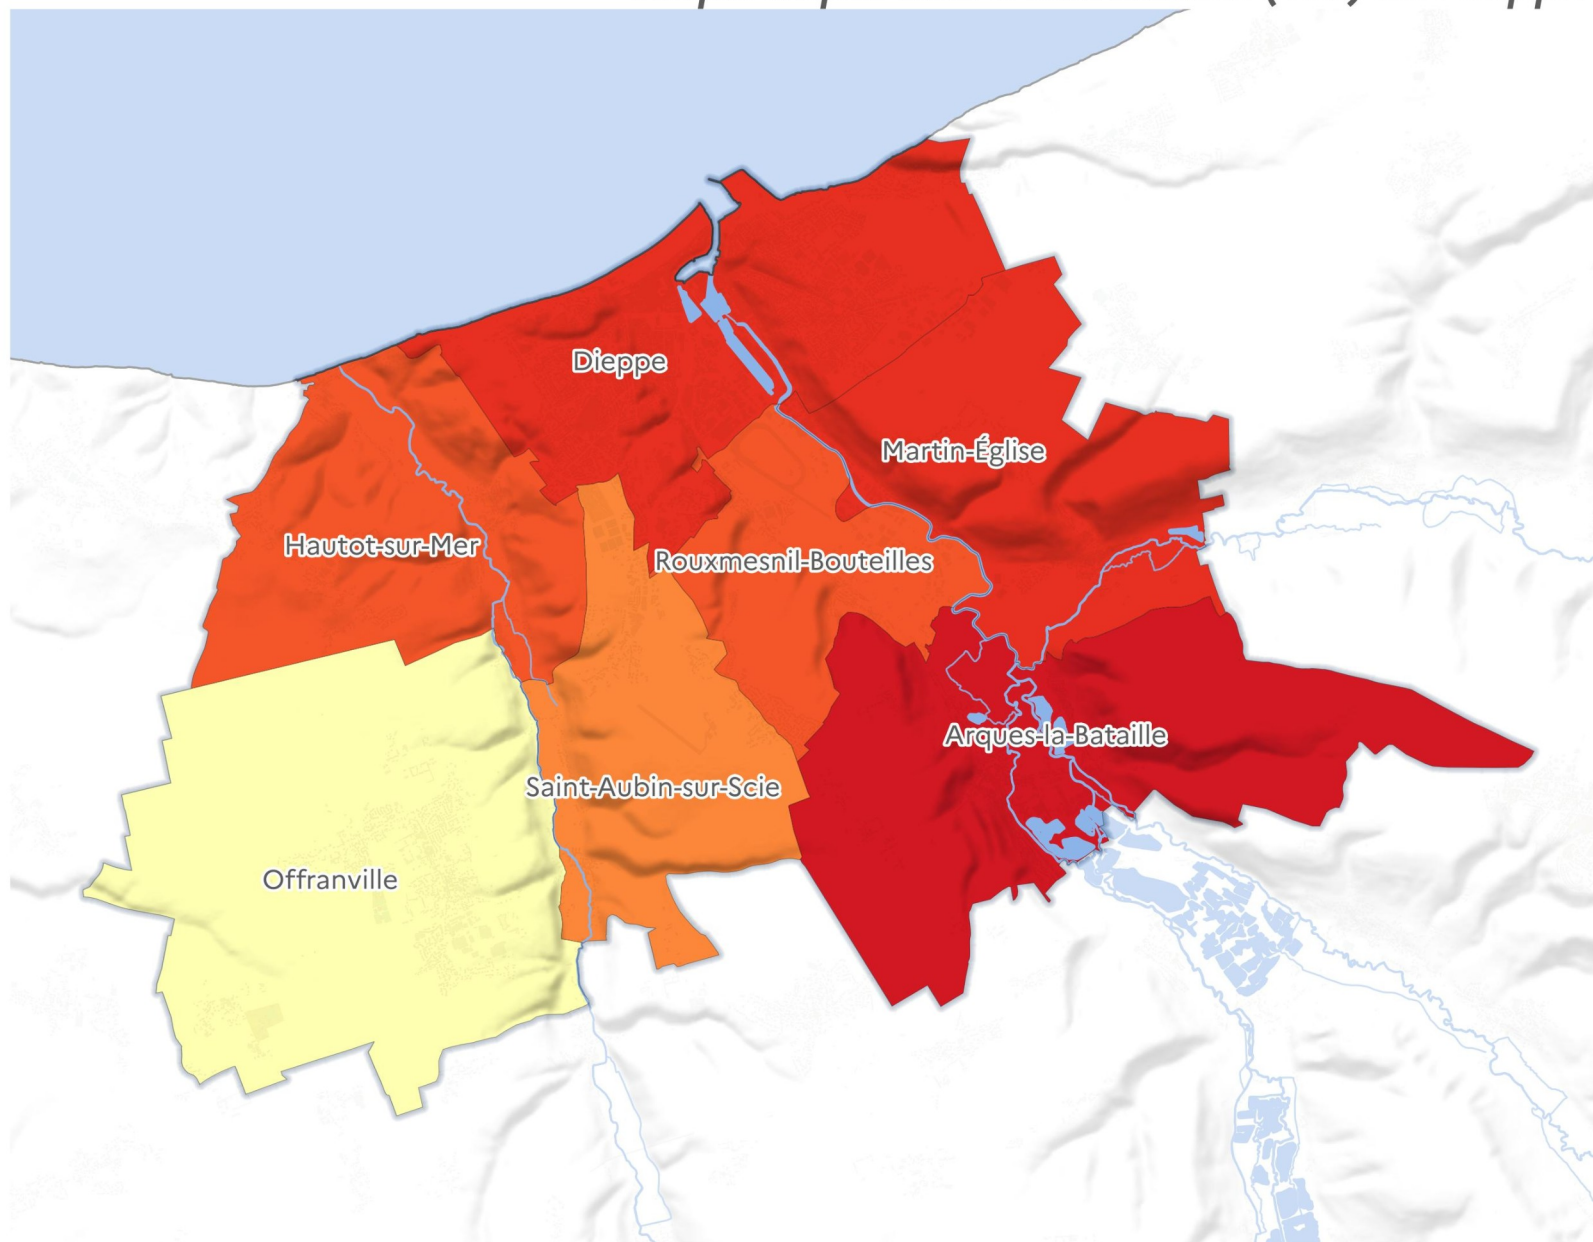 Dieppe
Martin-Église
Hautot-sur-Mer
Rouxmesnil-Bouteilles
Arques-la-Bataille
Saint-Aubin-sur-Scie
Offranville